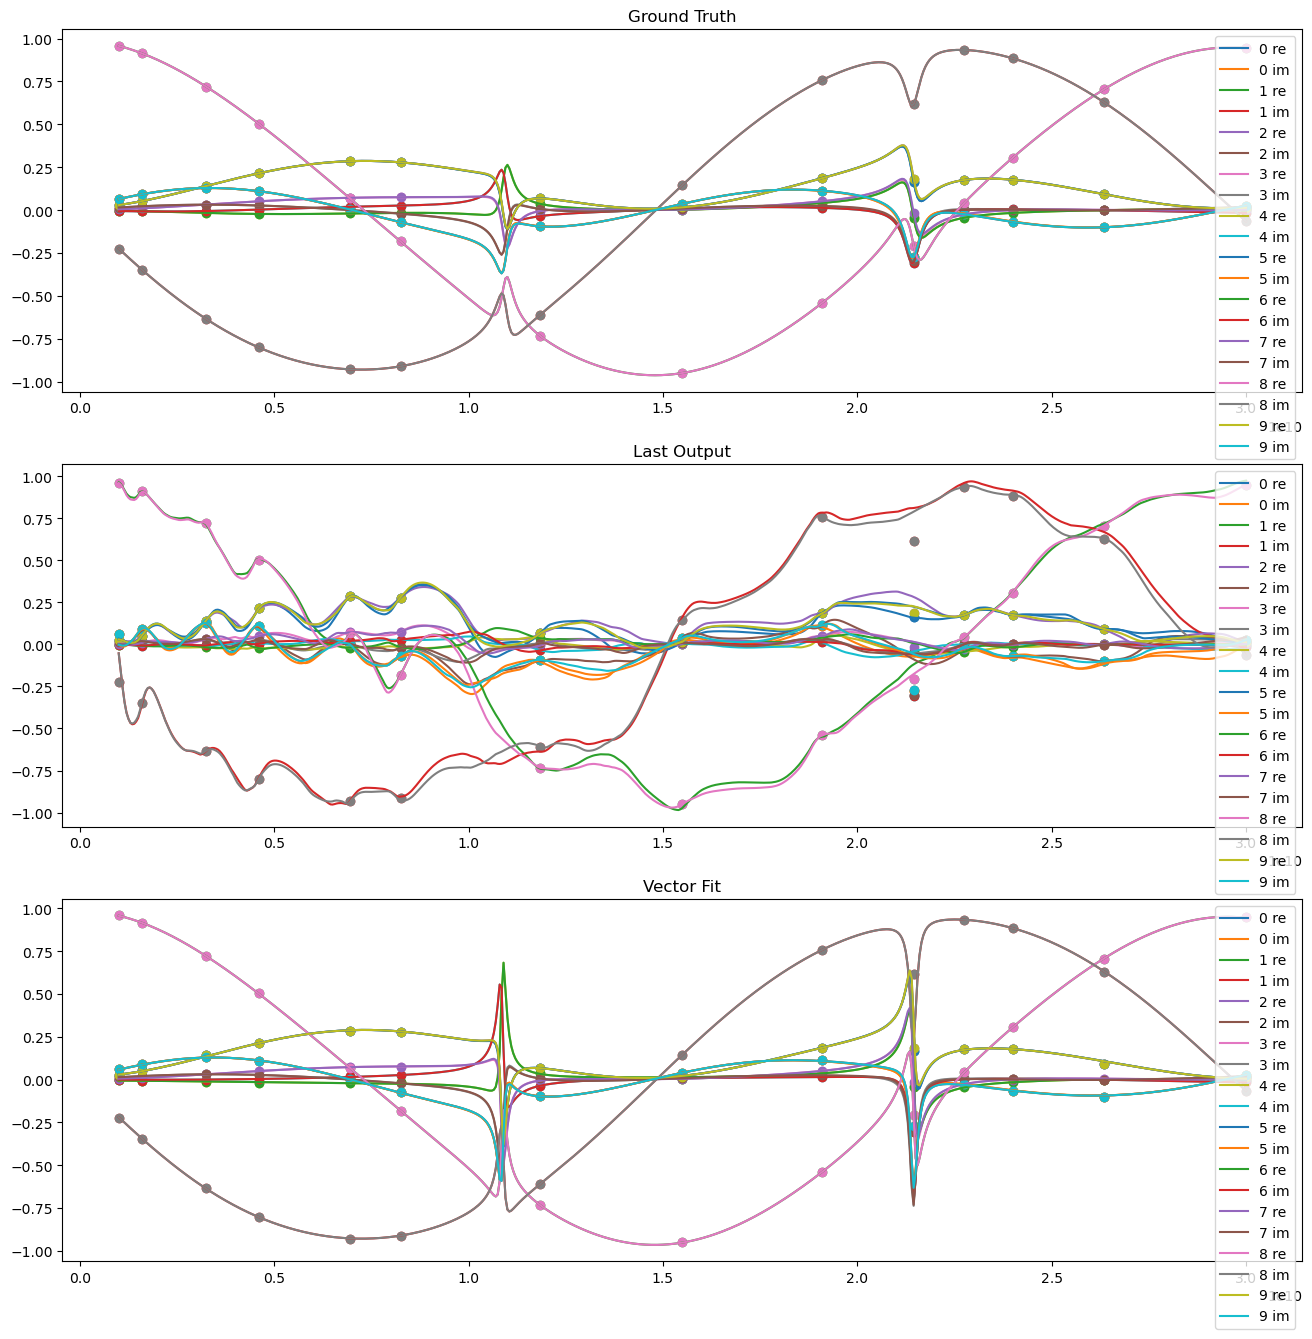 Ground Truth
1.00
0.75
0.50
0.25
0.00
−0.25
−0.50
−0.75
−1.00
0 re
0 im
1 re
1 im
2 re
2 im
3 re
3 im
4 re
4 im
5 re
5 im
6 re
6 im
7 re
7 im
8 re
8 im
9 re
9 im
0.0 0.5 1.0 1.5 2.0 2.5 3.0
Last Output
1.00
0.75
0.50
0.25
0.00
−0.25
−0.50
−0.75
−1.00
0 re
0 im
1 re
1 im
2 re
2 im
3 re
3 im
4 re
4 im
5 re
5 im
6 re
6 im
7 re
7 im
8 re
8 im
9 re
9 im
0.0 0.5 1.0 1.5 2.0 2.5 3.0
Vector Fit
1.00
0.75
0.50
0.25
0.00
−0.25
−0.50
−0.75
−1.00
0 re
0 im
1 re
1 im
2 re
2 im
3 re
3 im
4 re
4 im
5 re
5 im
6 re
6 im
7 re
7 im
8 re
8 im
9 re
9 im
0.0 0.5 1.0 1.5 2.0 2.5 3.0